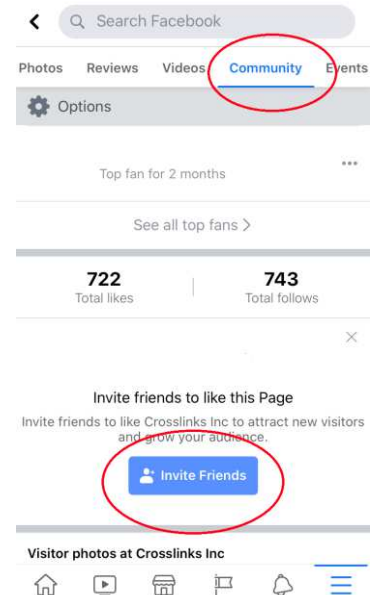 Search Facebook
Photos Reviews Videos Community Events
Options
Top fan for 2 months
See all top fans >
722 743
Total likes Total follows
Invite friends to like this Page
Invite friends to like Crosslinks Inc to attract new visitors
and grow your audience.
Invite Friends
Visitor photos at Crosslinks Inc